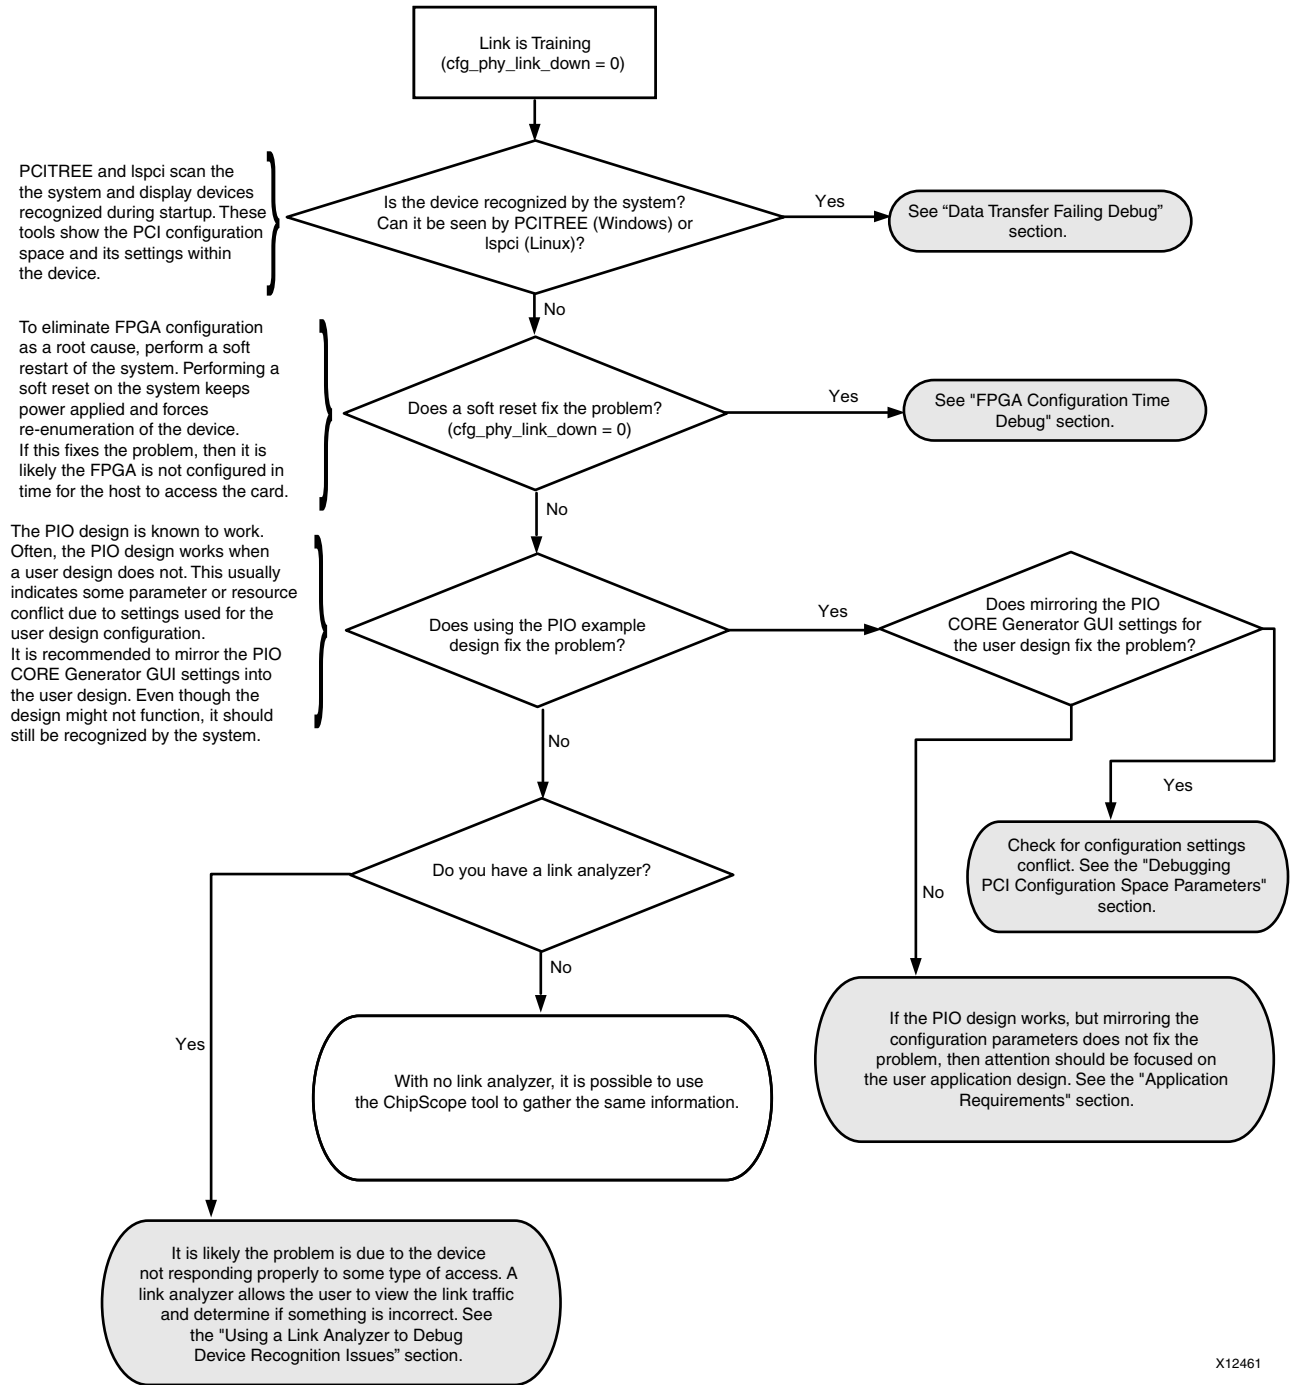 Link is Training
(cfg_phy_link_down = 0)
PCITREE and lspci scan the
the system and display devices
recognized during startup. These
tools show the PCI configuration
space and its settings within
the device.
Is the device recognized by the system?
Can it be seen by PCITREE (Windows) or
lspci (Linux)?
Yes
See “Data Transfer Failing Debug”
section.
No
To eliminate FPGA configuration
as a root cause, perform a soft
restart of the system. Performing a
soft reset on the system keeps
power applied and forces
re-enumeration of the device.
If this fixes the problem, then it is
likely the FPGA is not configured in
time for the host to access the card.
Does a soft reset fix the problem?
(cfg_phy_link_down = 0)
Yes
See "FPGA Configuration Time
Debug" section.
No
The PIO design is known to work.
Often, the PIO design works when
a user design does not. This usually
indicates some parameter or resource
conflict due to settings used for the
user design configuration.
It is recommended to mirror the PIO
CORE Generator GUI settings into
the user design. Even though the
design might not function, it should
still be recognized by the system.
Does using the PIO example
design fix the problem?
Yes
Does mirroring the PIO
CORE Generator GUI settings for
the user design fix the problem?
No
Yes
Check for configuration settings
conflict. See the "Debugging
PCI Configuration Space Parameters"
section.
No
Do you have a link analyzer?
No
Yes
If the PIO design works, but mirroring the
configuration parameters does not fix the
problem, then attention should be focused on
the user application design. See the "Application
Requirements" section.
With no link analyzer, it is possible to use
the ChipScope tool to gather the same information.
It is likely the problem is due to the device
not responding properly to some type of access. A
link analyzer allows the user to view the link traffic
and determine if something is incorrect. See
the "Using a Link Analyzer to Debug
Device Recognition Issues” section.
X12461